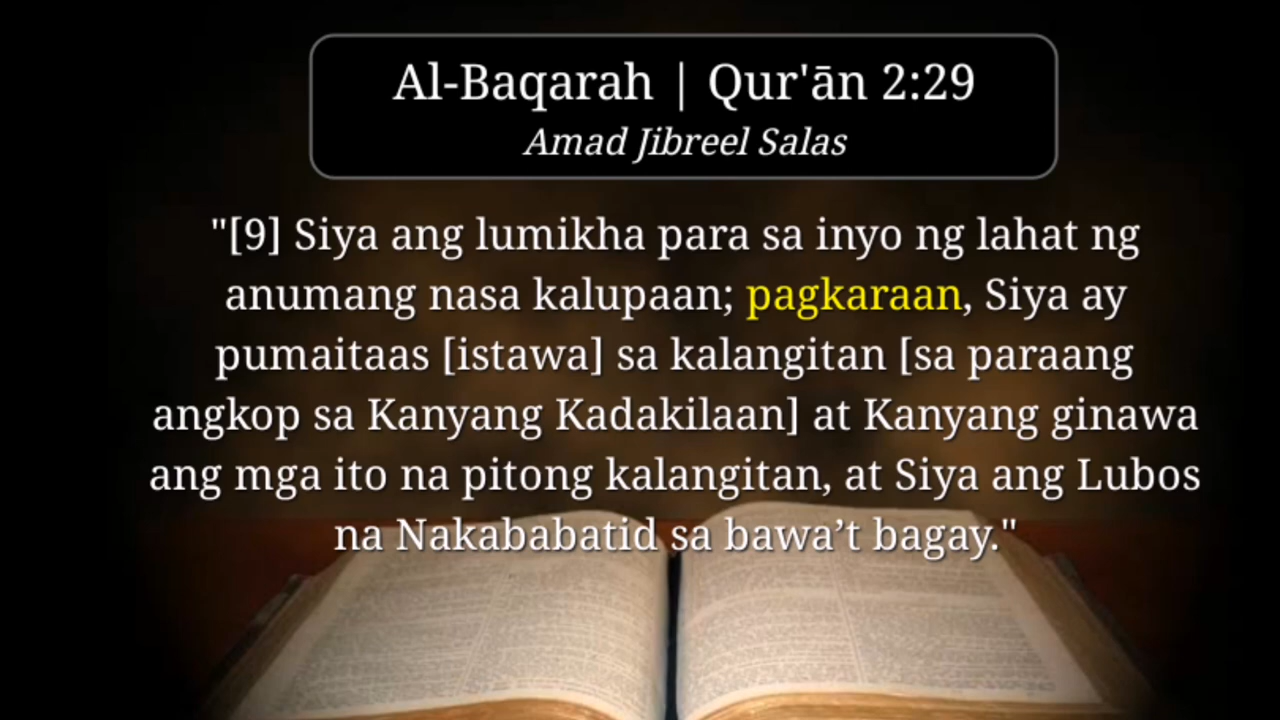 Al-Baqarah | Qur'ān 2:29
Amad Jibreel Salas
"[9] Siya ang lumikha para sa inyo ng lahat ng
anumang nasa kalupaan; pagkaraan, Siya ay
pumaitaas [istawa] sa kalangitan [sa paraang
angkop sa Kanyang Kadakilaan] at Kanyang ginawa
ang mga ito na pitong kalangitan, at Siya ang Lubos
na Nakababatid sa bawa’t bagay."